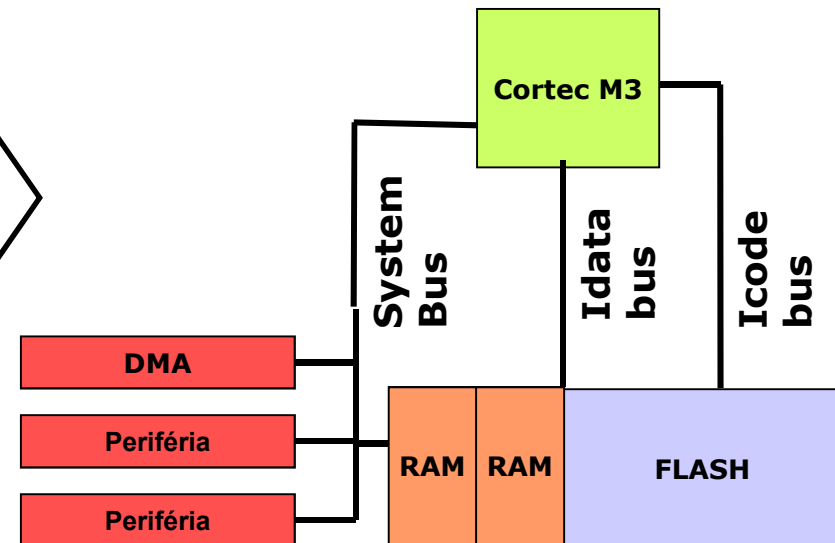 Cortec M3
System
Bus
Idata
bus
Icode
bus
DMA
Periféria
RAM
RAM
FLASH
Periféria